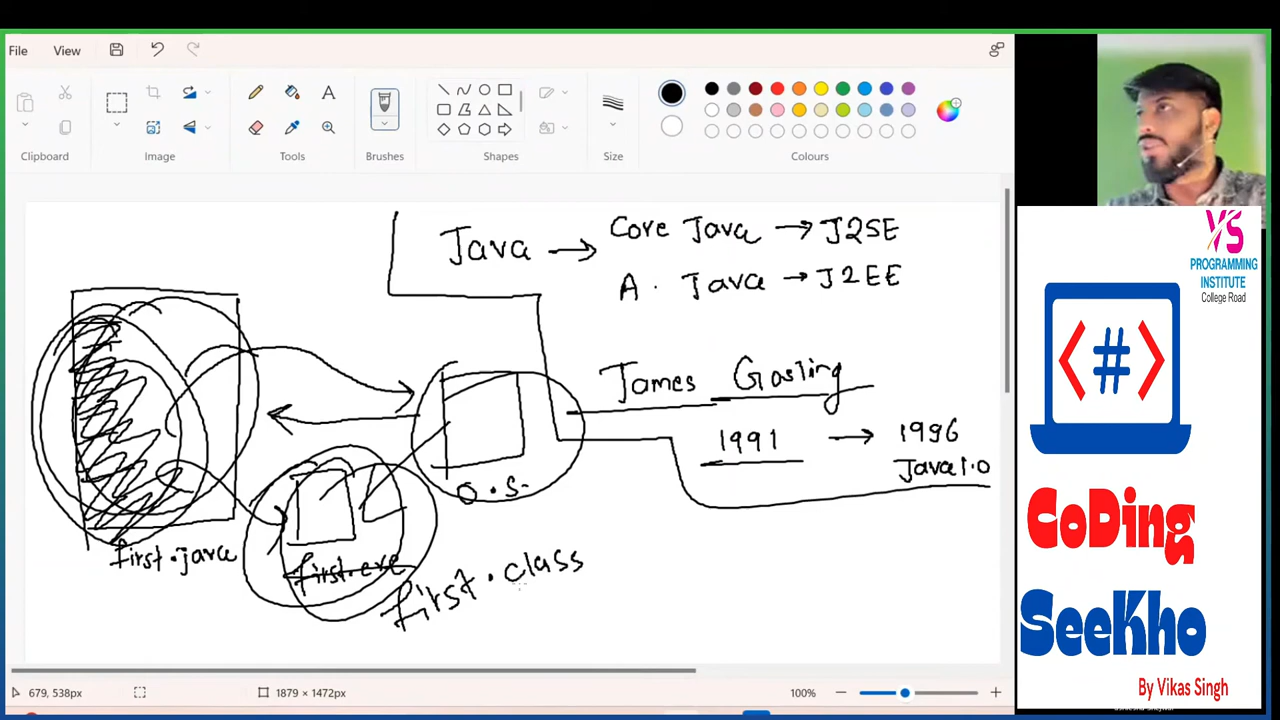 File View
Clipboard
Image
Tools
Brushes
Shapes
Size
Colours
A
Java → Core Java → J2SE
A. Java → J2EE
James Gosling
1991 → 1996
Java 1.0
O.S.
first.java
first.exe
first.class
679, 538px
1879 × 1472px
100%
YS
PROGRAMMING
INSTITUTE
College Road
<#>
CoDing
SeeKho
By Vikas Singh